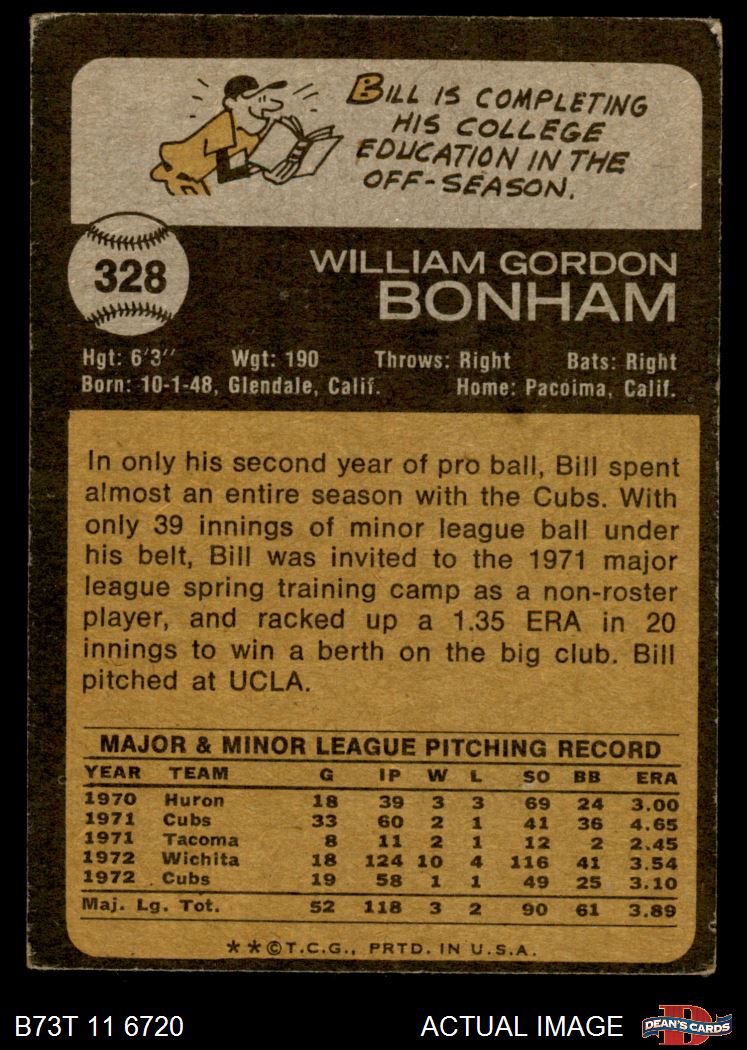 BILL IS COMPLETING
HIS COLLEGE
EDUCATION IN THE
OFF-SEASON.
328
WILLIAM GORDON
BONHAM
Hgt: 6'3" Wgt: 190 Throws: Right Bats: Right
Born: 10-1-48, Glendale, Calif. Home: Pacoima, Calif.
In only his second year of pro ball, Bill spent
almost an entire season with the Cubs. With
only 39 innings of minor league ball under
his belt, Bill was invited to the 1971 major
league spring training camp as a non-roster
player, and racked up a 1.35 ERA in 20
innings to win a berth on the big club. Bill
pitched at UCLA.
MAJOR & MINOR LEAGUE PITCHING RECORD
YEAR TEAM G IP W L SO BB ERA
1970 Huron 18 39 3 3 69 24 3.00
1971 Cubs 33 60 2 1 41 36 4.65
1971 Tacoma 8 11 2 1 12 2 2.45
1972 Wichita 18 124 10 4 116 41 3.54
1972 Cubs 19 58 1 1 49 25 3.10
Maj. Lg. Tot. 52 118 3 2 90 61 3.89
**©T.C.G., PRTD. IN U.S.A.
B73T 11 6720 ACTUAL IMAGE DEAN'S CARDS